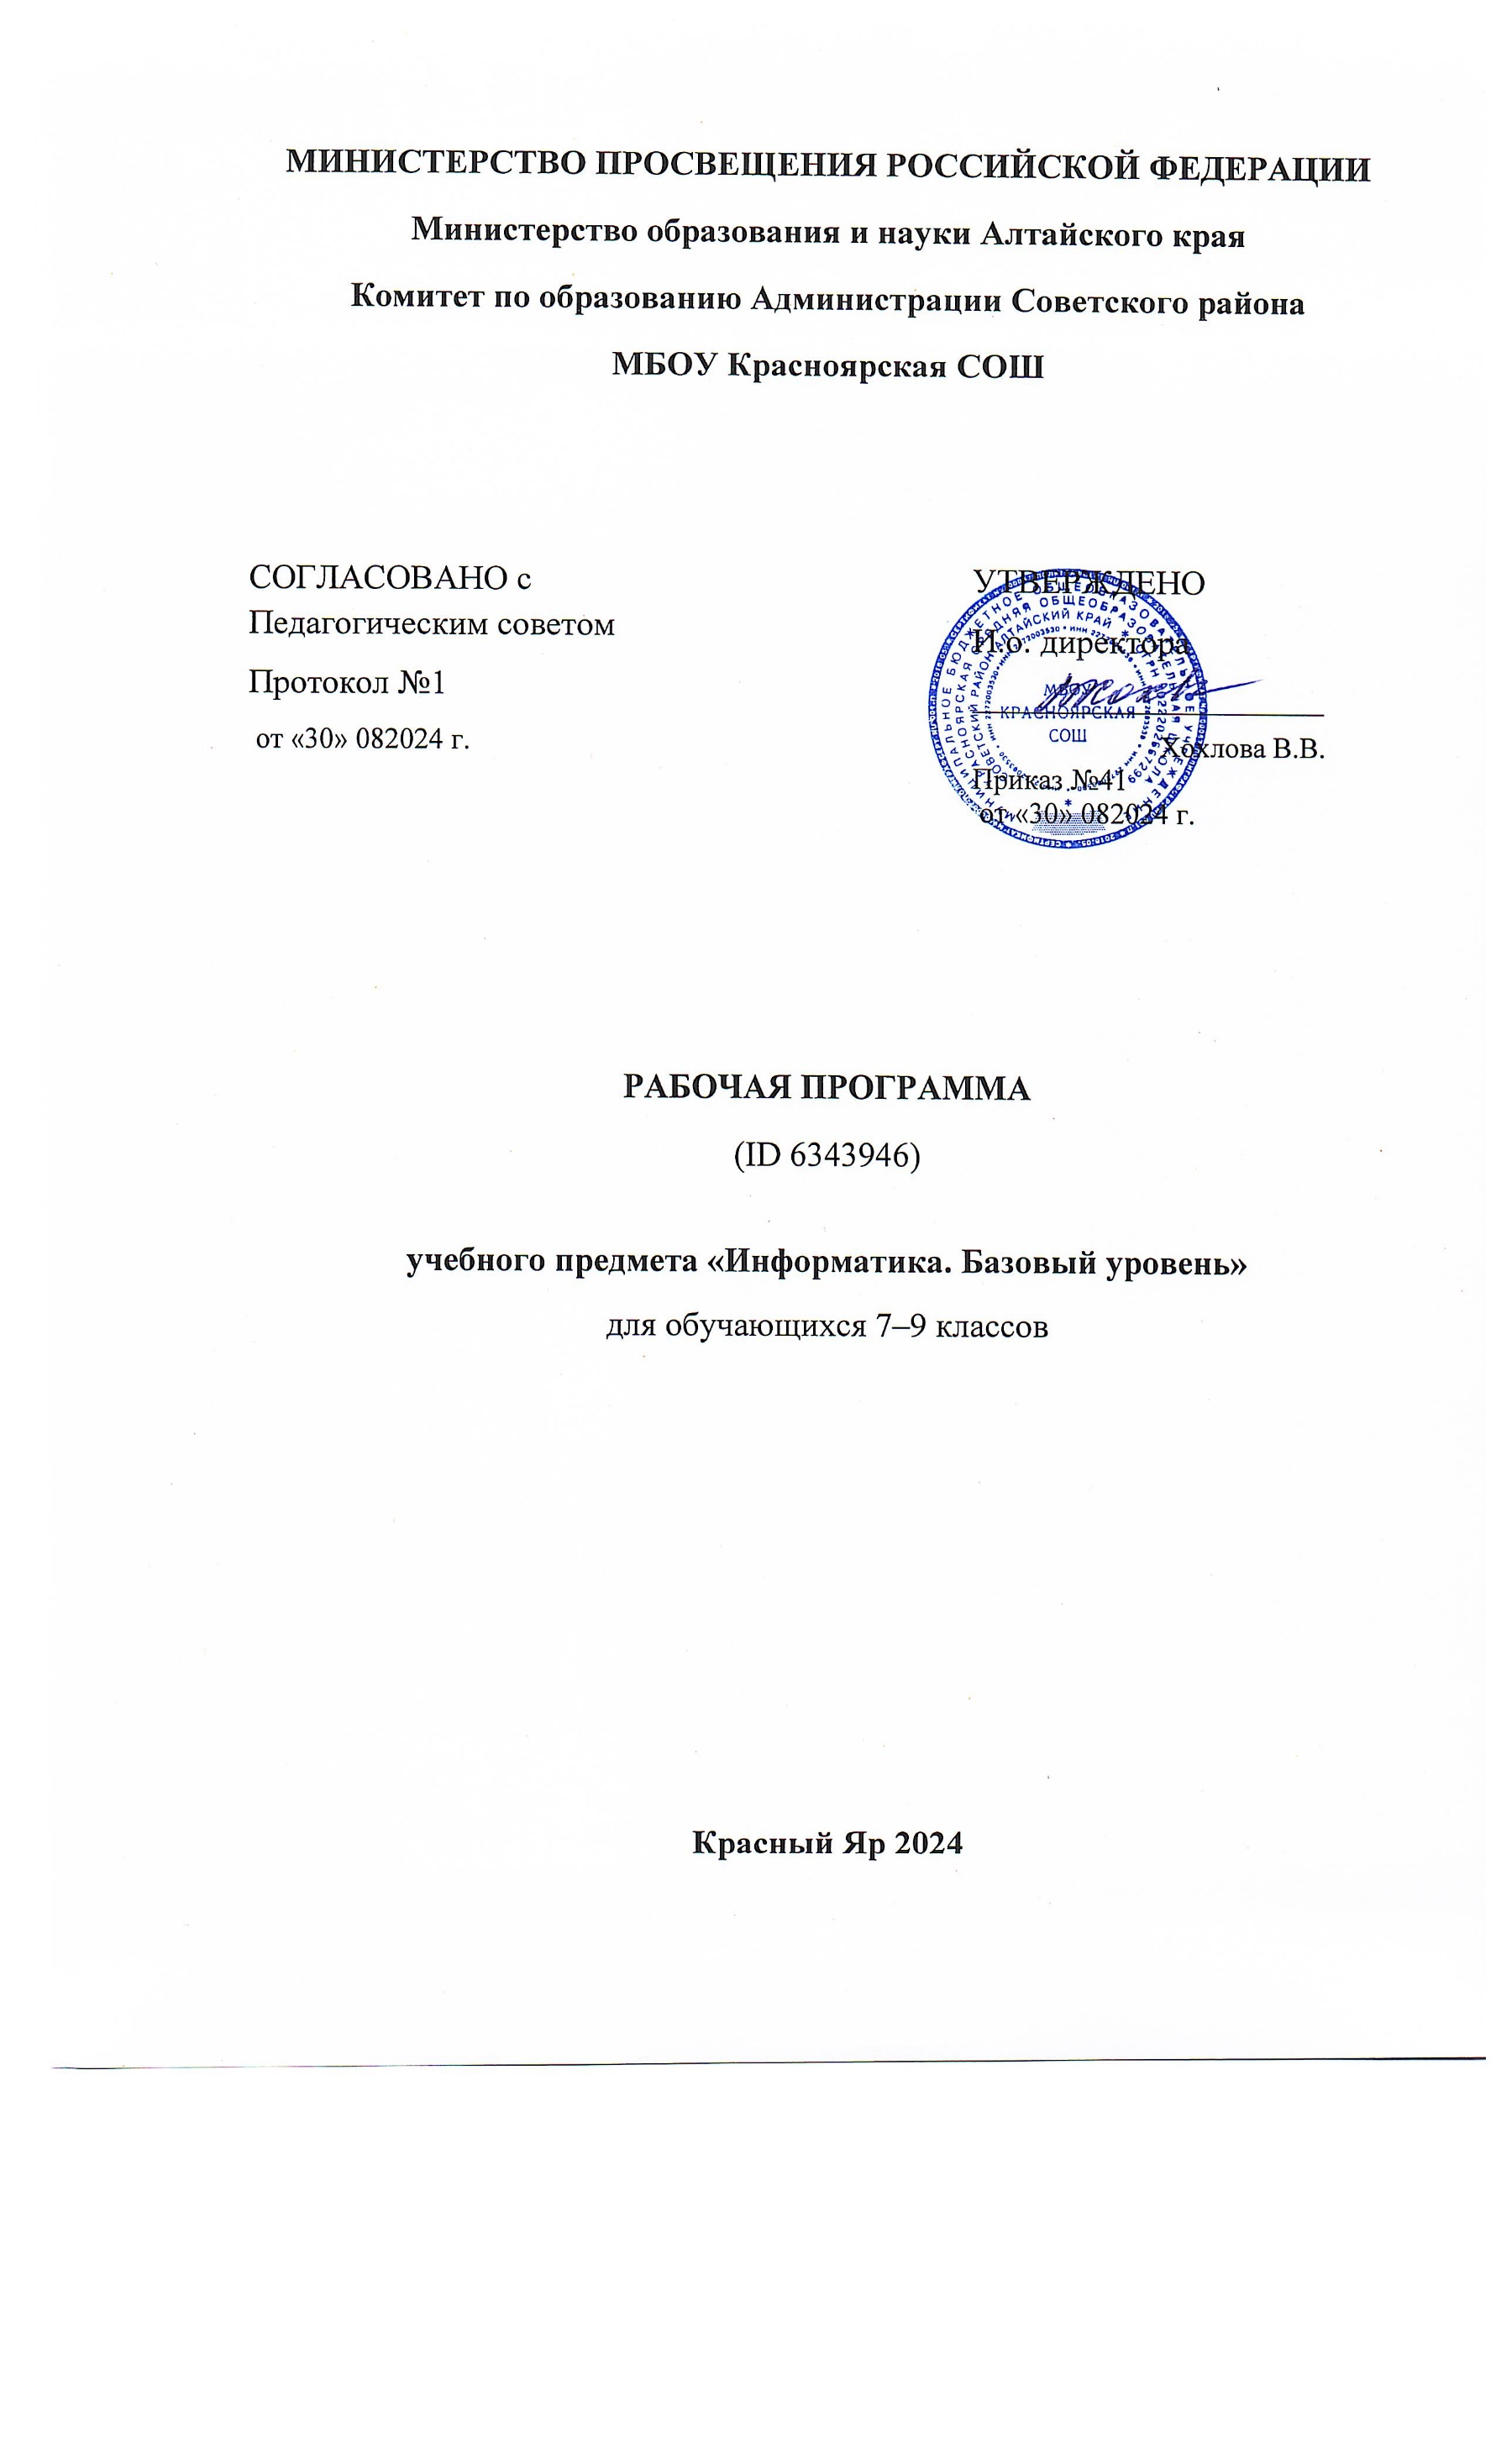 МИНИСТЕРСТВО ПРОСВЕЩЕНИЯ РОССИЙСКОЙ ФЕДЕРАЦИИ
Министерство образования и науки Алтайского края
Комитет по образованию Администрации Советского района
МБОУ Красноярская СОШ
СОГЛАСОВАНО с
Педагогическим советом
Протокол №1
от «30» 082024 г.
УТВЕРЖДЕНО
И.о. директора
Хохлова В.В.
Приказ №41
от «30» 082024 г.
МБОУ
КРАСНОЯРСКАЯ
СОШ
РАБОЧАЯ ПРОГРАММА
(ID 6343946)
учебного предмета «Информатика. Базовый уровень»
для обучающихся 7–9 классов
Красный Яр 2024